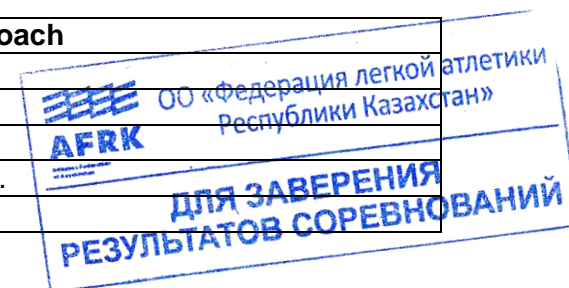 oach
ОО «Федерация легкой атлетики
Республики Казахстан»
AFRK
.
ДЛЯ ЗАВЕРЕНИЯ
РЕЗУЛЬТАТОВ СОРЕВНОВАНИЙ